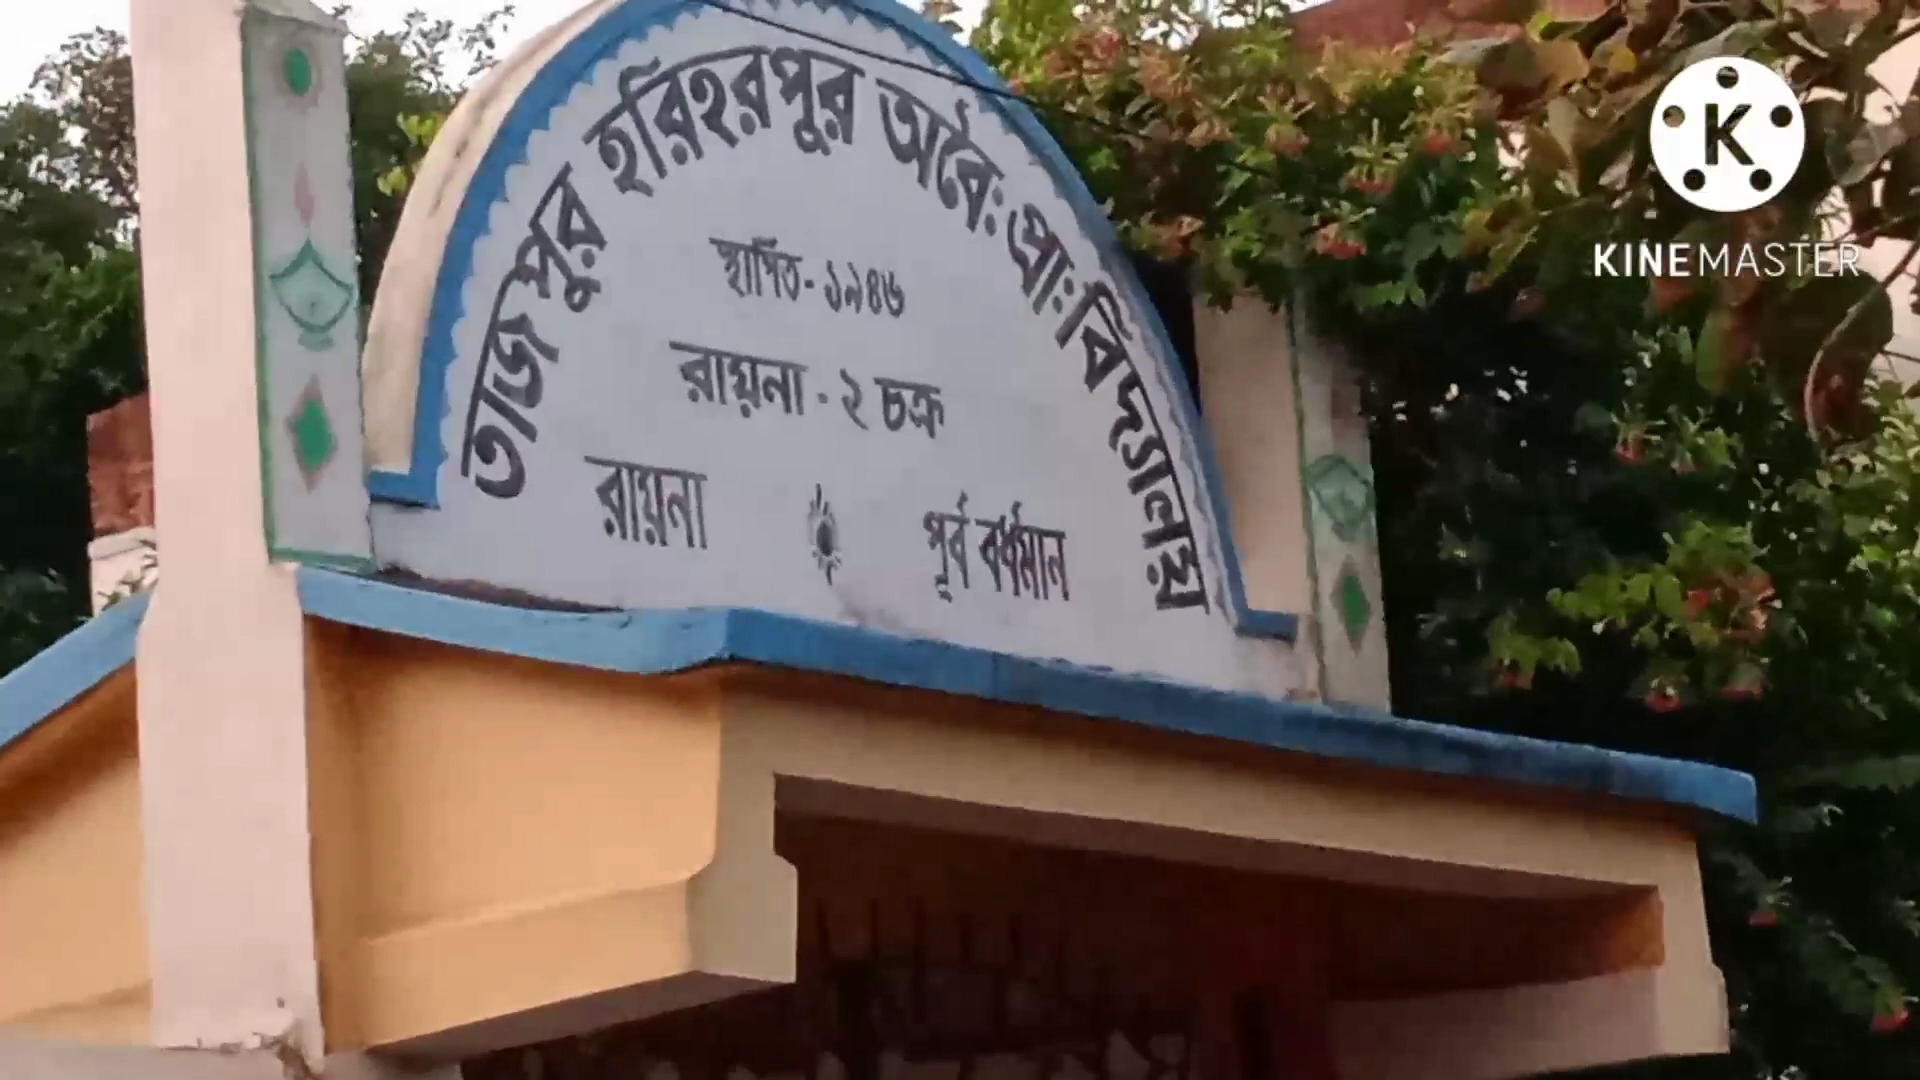 তাজপুর হরিহরপুর অবৈঃ প্রাঃ বিদ্যালয়
স্থাপিত - ১৯৪৬
রায়না - ২ চক্র
রায়না পূর্ব বর্ধমান
K
KINEMASTER